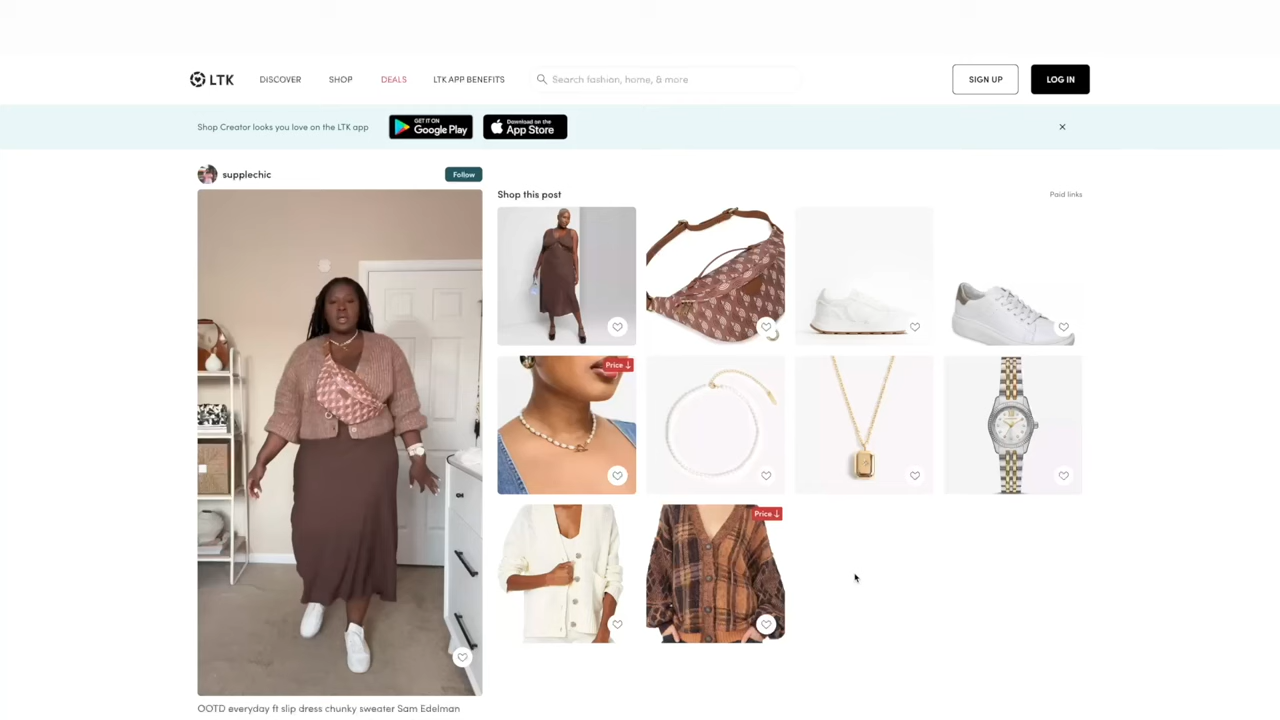 LTK
DISCOVER
SHOP
DEALS
LTK APP BENEFITS
Search fashion, home, & more
SIGN UP
LOG IN
Shop Creator looks you love on the LTK app
GET IT ON
Google Play
Download on the
App Store
supplechic
Follow
Shop this post
Paid links
Price ↓
Price ↓
OOTD everyday ft slip dress chunky sweater Sam Edelman